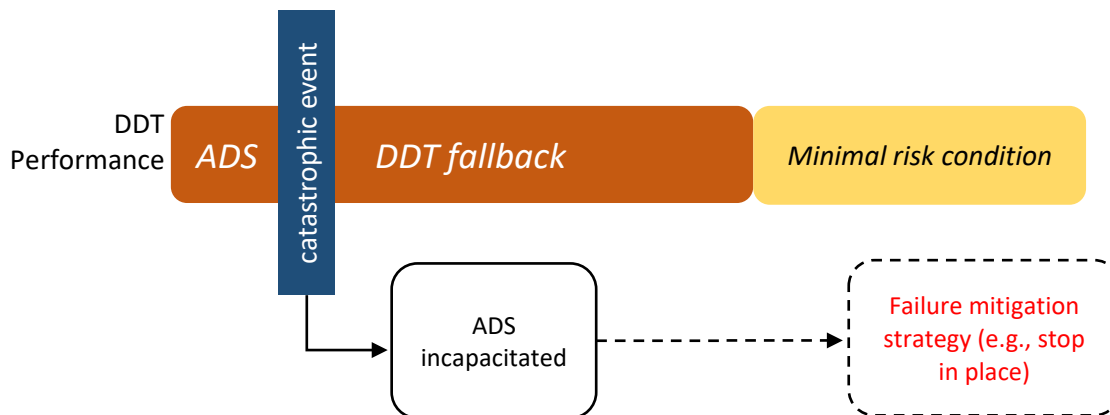 catastrophic event
DDT
Performance
ADS
DDT fallback
Minimal risk condition
ADS
incapacitated
Failure mitigation
strategy (e.g., stop
in place)